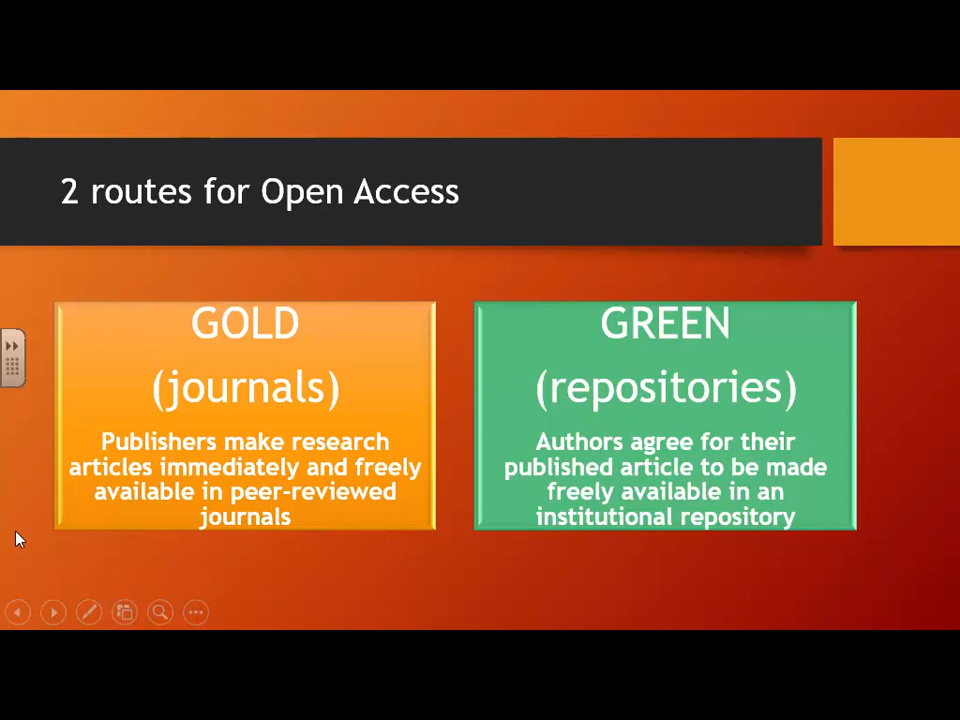 2 routes for Open Access
GOLD
(journals)
Publishers make research
articles immediately and freely
available in peer-reviewed
journals
GREEN
(repositories)
Authors agree for their
published article to be made
freely available in an
institutional repository